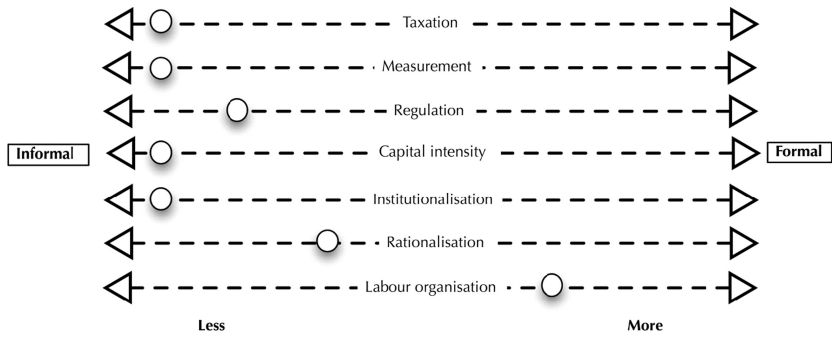 Taxation
Measurement
Regulation
Informal
Capital intensity
Formal
Institutionalisation
Rationalisation
Labour organisation
Less
More